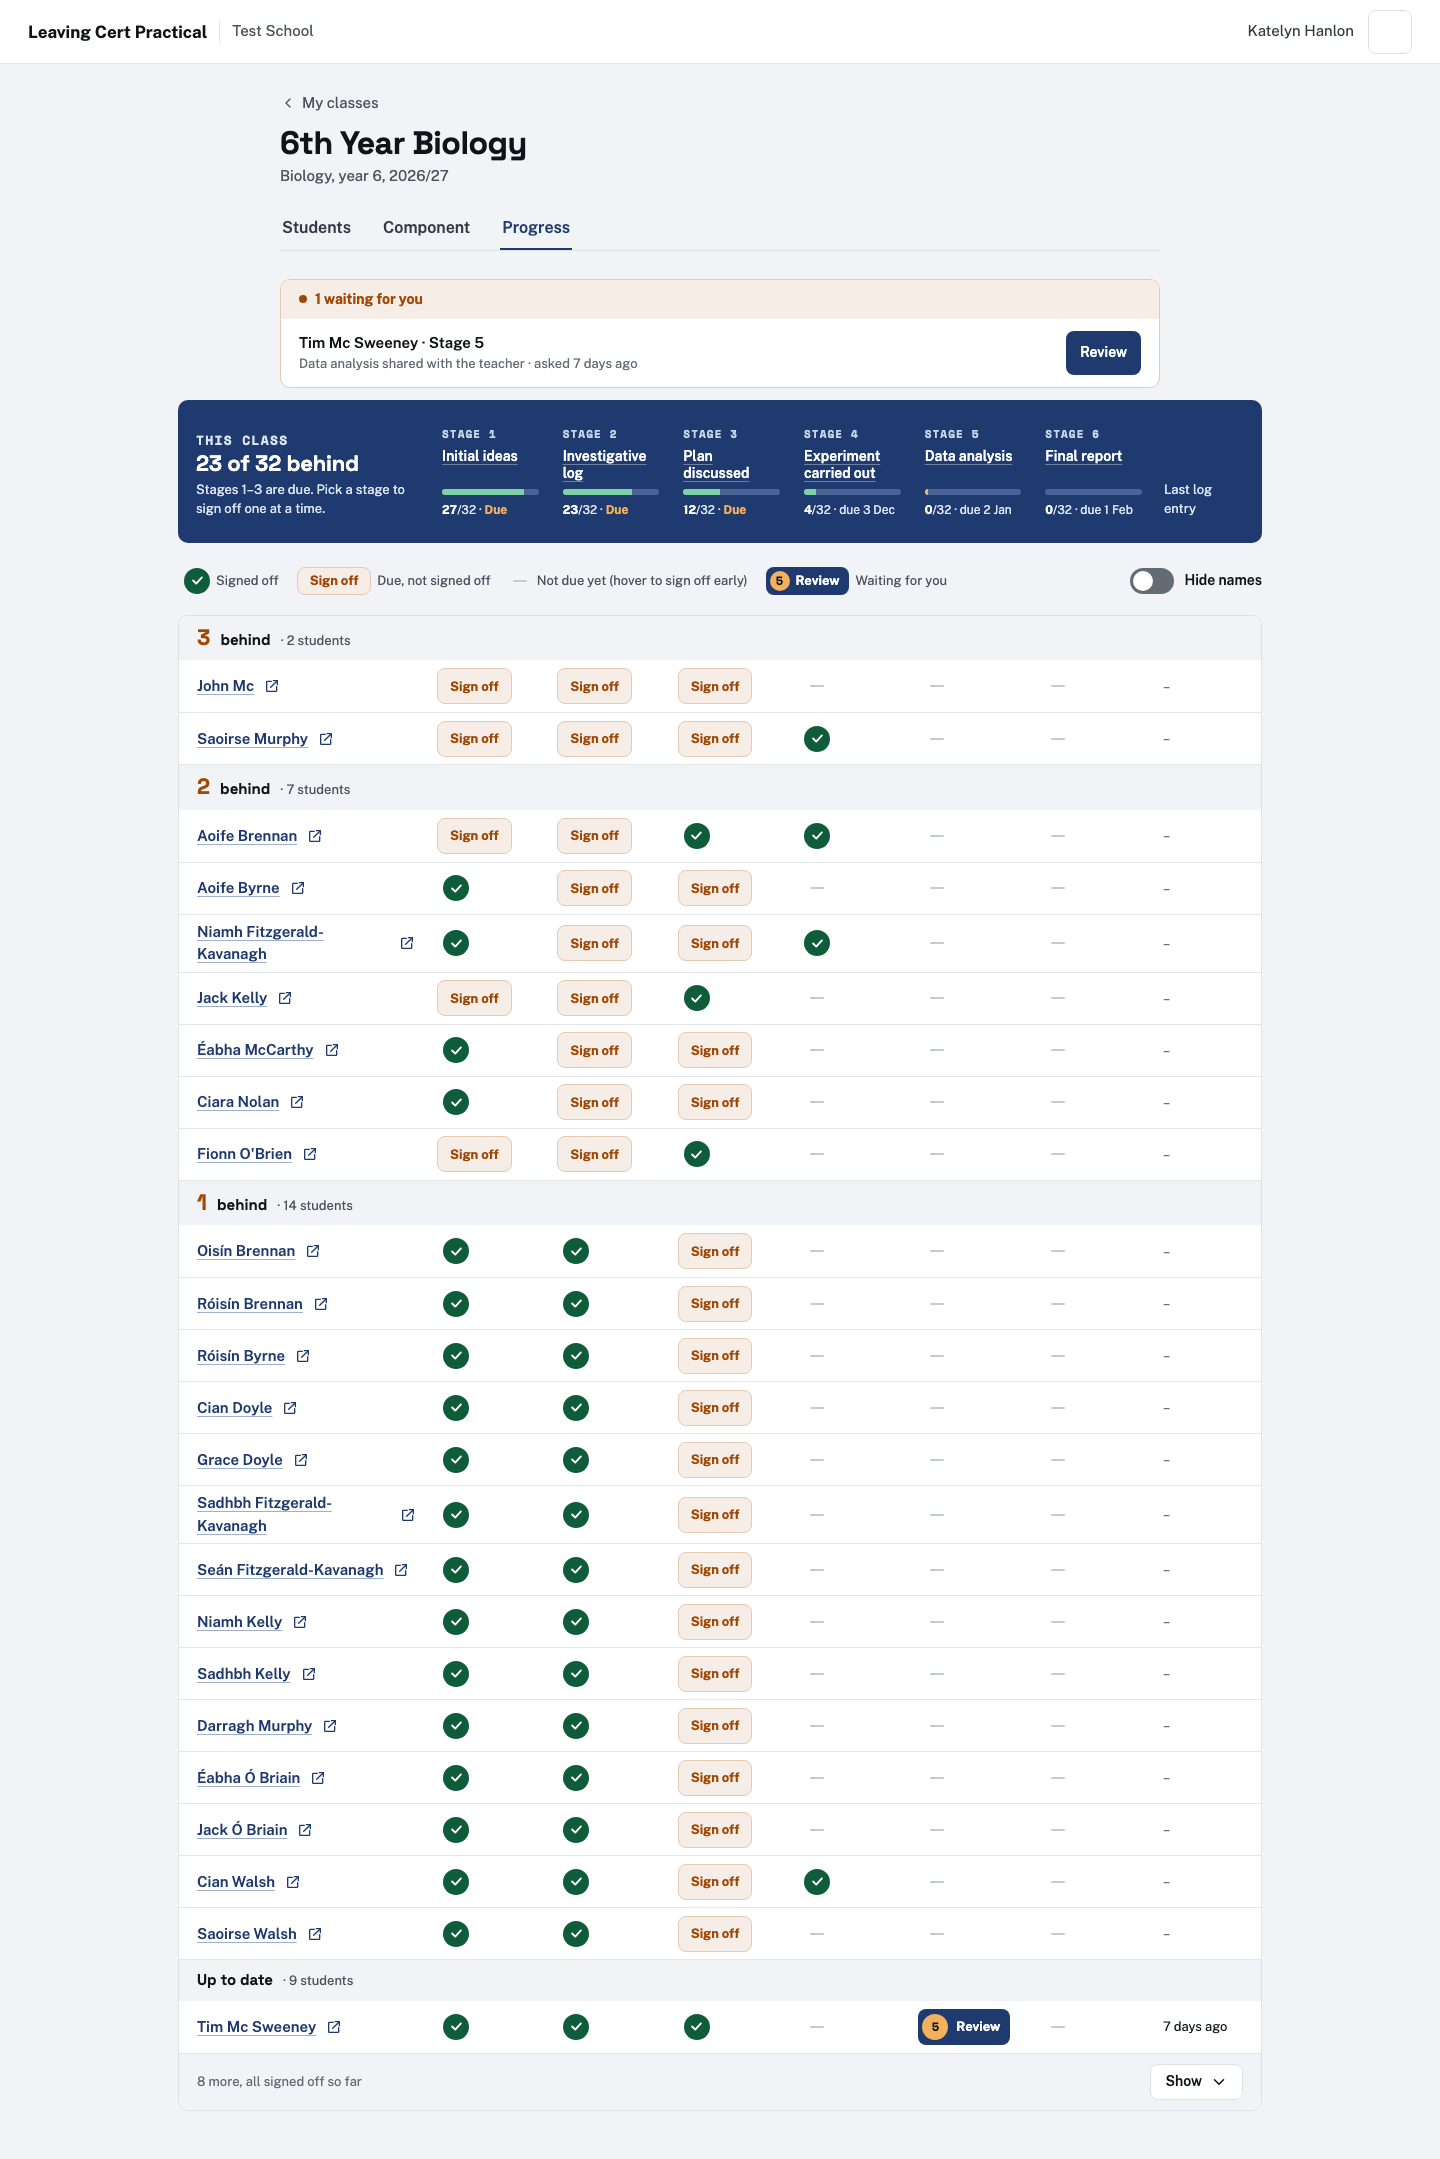 Leaving Cert Practical
Test School
Katelyn Hanlon
My classes
6th Year Biology
Biology, year 6, 2026/27
Students
Component
Progress
1 waiting for you
Tim Mc Sweeney · Stage 5
Data analysis shared with the teacher · asked 7 days ago
Review
THIS CLASS
23 of 32 behind
Stages 1–3 are due. Pick a stage to
sign off one at a time.
STAGE 1
Initial ideas
27/32 · Due
STAGE 2
Investigative
log
23/32 · Due
STAGE 3
Plan
discussed
12/32 · Due
STAGE 4
Experiment
carried out
4/32 · due 3 Dec
STAGE 5
Data analysis
0/32 · due 2 Jan
STAGE 6
Final report
0/32 · due 1 Feb
Last log
entry
Signed off
Sign off
Due, not signed off
— Not due yet (hover to sign off early)
5 Review
Waiting for you
Hide names
3 behind · 2 students
John Mc Sign off Sign off Sign off — — — –
Saoirse Murphy Sign off Sign off Sign off — — –
2 behind · 7 students
Aoife Brennan Sign off Sign off — — –
Aoife Byrne Sign off Sign off — — — –
Niamh Fitzgerald-
Kavanagh Sign off Sign off — — –
Jack Kelly Sign off Sign off — — — –
Éabha McCarthy Sign off Sign off — — — –
Ciara Nolan Sign off Sign off — — — –
Fionn O'Brien Sign off Sign off — — — –
1 behind · 14 students
Oisín Brennan Sign off — — — –
Róisín Brennan Sign off — — — –
Róisín Byrne Sign off — — — –
Cian Doyle Sign off — — — –
Grace Doyle Sign off — — — –
Sadhbh Fitzgerald-
Kavanagh Sign off — — — –
Seán Fitzgerald-Kavanagh Sign off — — — –
Niamh Kelly Sign off — — — –
Sadhbh Kelly Sign off — — — –
Darragh Murphy Sign off — — — –
Éabha Ó Briain Sign off — — — –
Jack Ó Briain Sign off — — — –
Cian Walsh Sign off — — –
Saoirse Walsh Sign off — — — –
Up to date · 9 students
Tim Mc Sweeney — 5 Review — 7 days ago
8 more, all signed off so far
Show